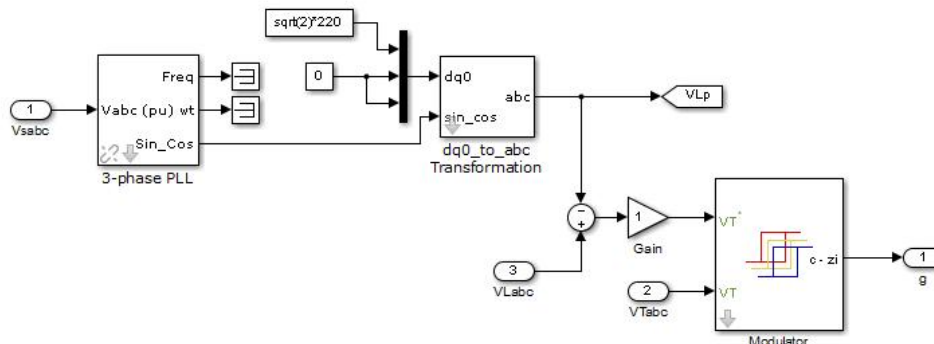 sqrt(2)*220
0
1
Vsabc
Freq
Vabc (pu) wt
Sin_Cos
3-phase PLL
dq0
abc
sin_cos
dq0_to_abc
Transformation
VLp
−
+
1
Gain
3
VLabc
2
VTabc
VT*
VT
c - zi
Modulator
1
g